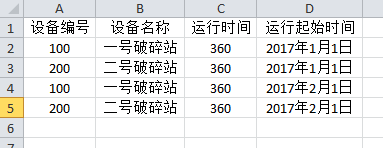 A B C D
1 设备编号 设备名称 运行时间 运行起始时间
2 100 一号破碎站 360 2017年1月1日
3 200 二号破碎站 360 2017年1月1日
4 100 一号破碎站 360 2017年2月1日
5 200 二号破碎站 360 2017年2月1日
6
7